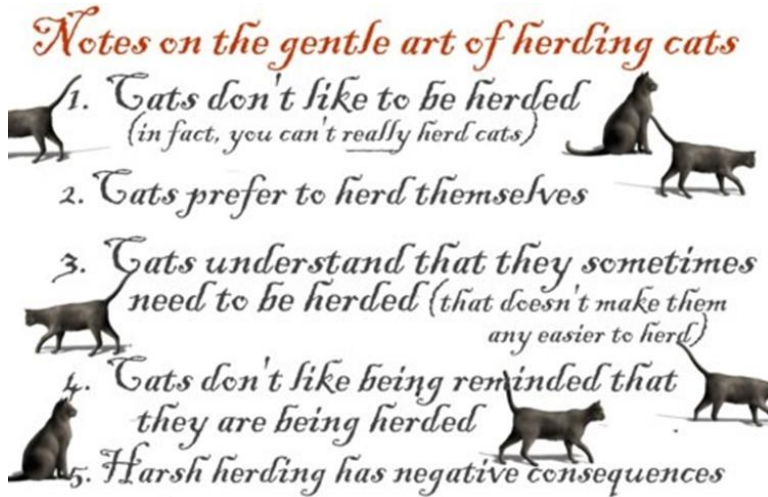 Notes on the gentle art of herding cats
1. Cats don't like to be herded
(in fact, you can't really herd cats)
2. Cats prefer to herd themselves
3. Cats understand that they sometimes
need to be herded (that doesn't make them
any easier to herd)
4. Cats don't like being reminded that
they are being herded
5. Harsh herding has negative consequences